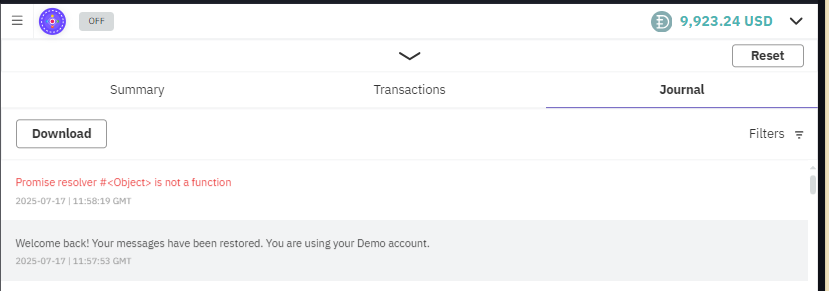 OFF
9,923.24 USD
Reset
Summary Transactions Journal
Download
Filters
Promise resolver #<Object> is not a function
2025-07-17 | 11:58:19 GMT
Welcome back! Your messages have been restored. You are using your Demo account.
2025-07-17 | 11:57:53 GMT